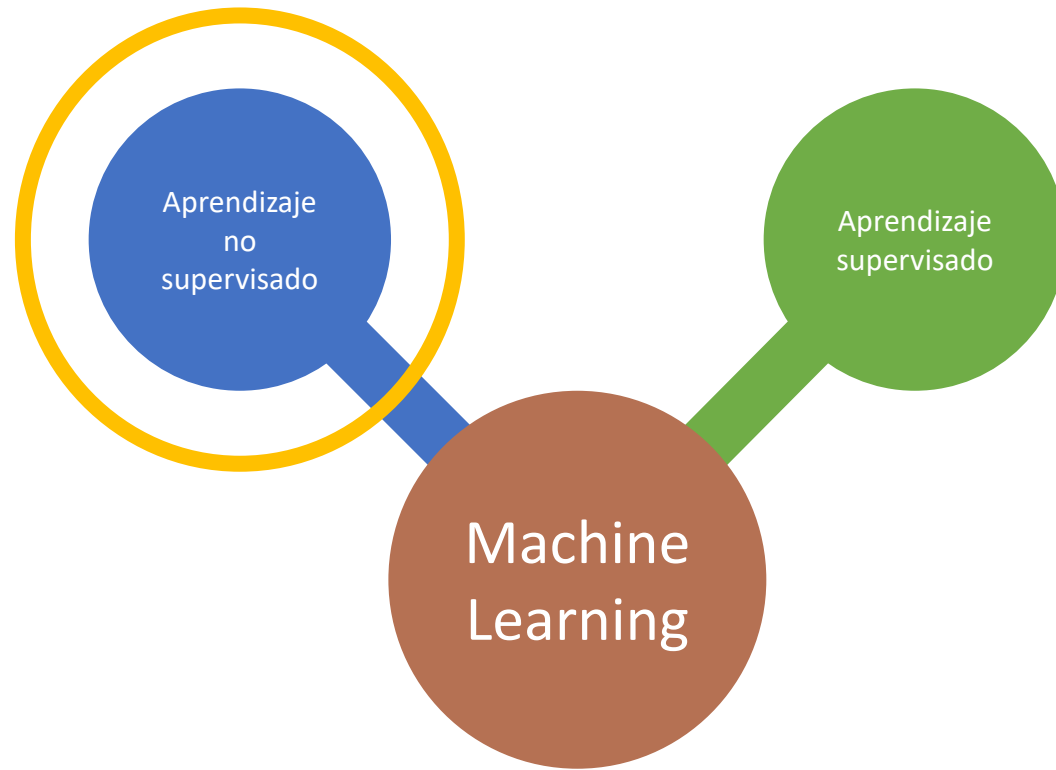 Aprendizaje
no
supervisado
Aprendizaje
supervisado
Machine
Learning